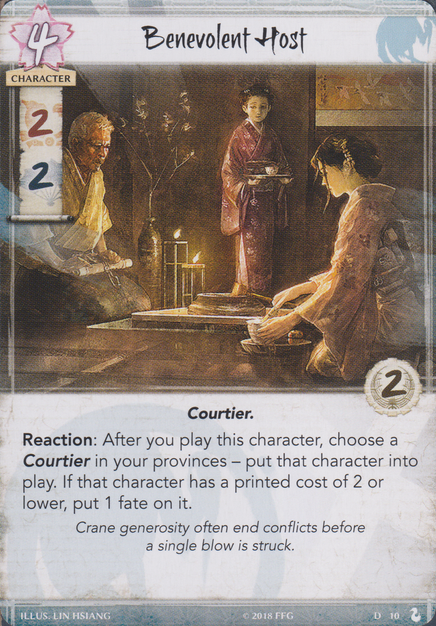 4
Benevolent Host
CHARACTER
2
2
2
Courtier.
Reaction: After you play this character, choose a
Courtier in your provinces – put that character into
play. If that character has a printed cost of 2 or
lower, put 1 fate on it.
Crane generosity often end conflicts before
a single blow is struck.
ILLUS. LIN HSIANG © 2018 FFG D 10